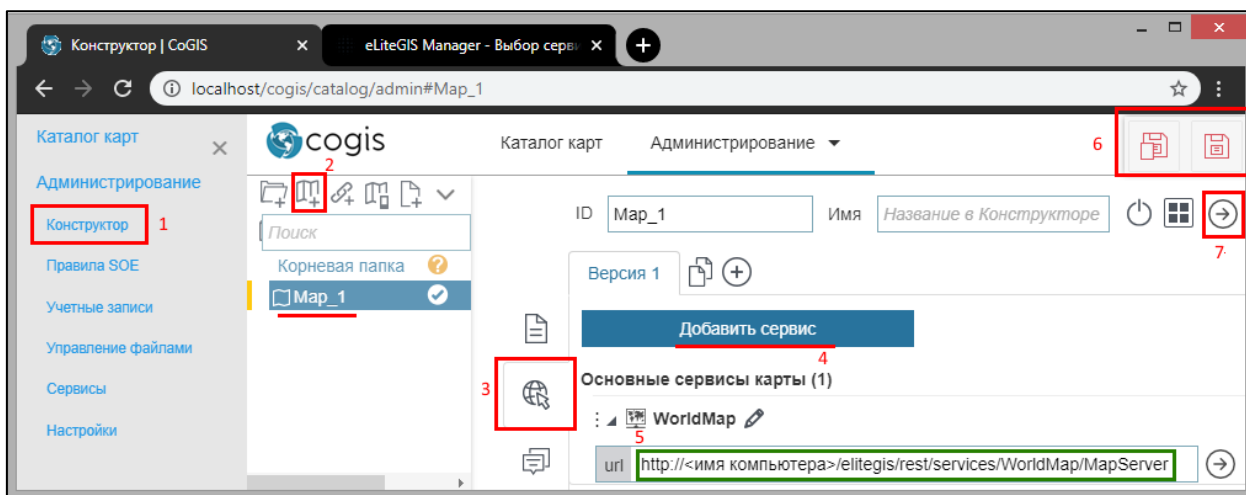 Конструктор | CoGIS
eLiteGIS Manager - Выбор серви
localhost/cogis/catalog/admin#Map_1
Каталог карт
Администрирование
Конструктор 1
Правила SOE
Учетные записи
Управление файлами
Сервисы
Настройки
cogis
Каталог карт Администрирование
6
2
Поиск
Корневая папка ?
Map_1
ID Map_1 Имя Название в Конструкторе
7
Версия 1
Добавить сервис
4
3
Основные сервисы карты (1)
WorldMap
5
url http://<имя компьютера>/elitegis/rest/services/WorldMap/MapServer